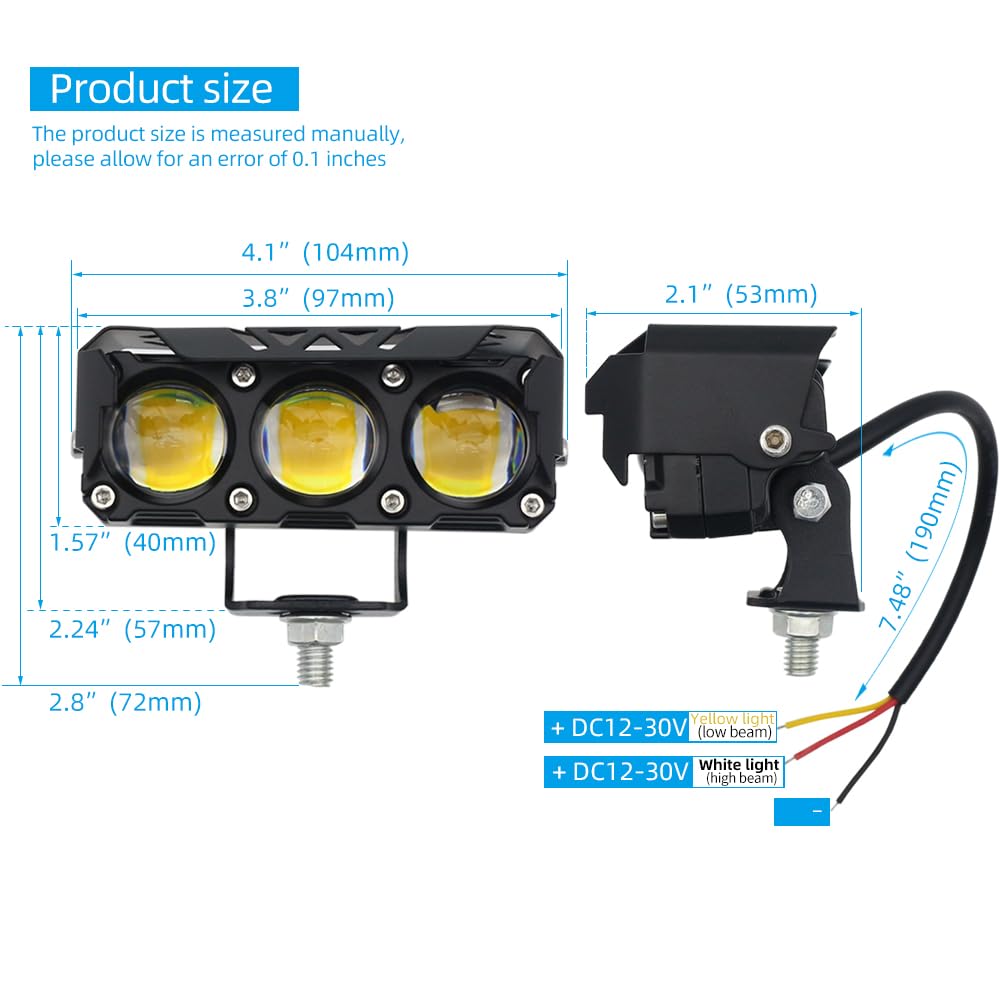 Product size
The product size is measured manually,
please allow for an error of 0.1 inches
4.1” (104mm)
3.8” (97mm)
2.1” (53mm)
1.57” (40mm)
2.24” (57mm)
2.8” (72mm)
7.48” (190mm)
+ DC12-30V Yellow light
(low beam)
+ DC12-30V White light
(high beam)
−